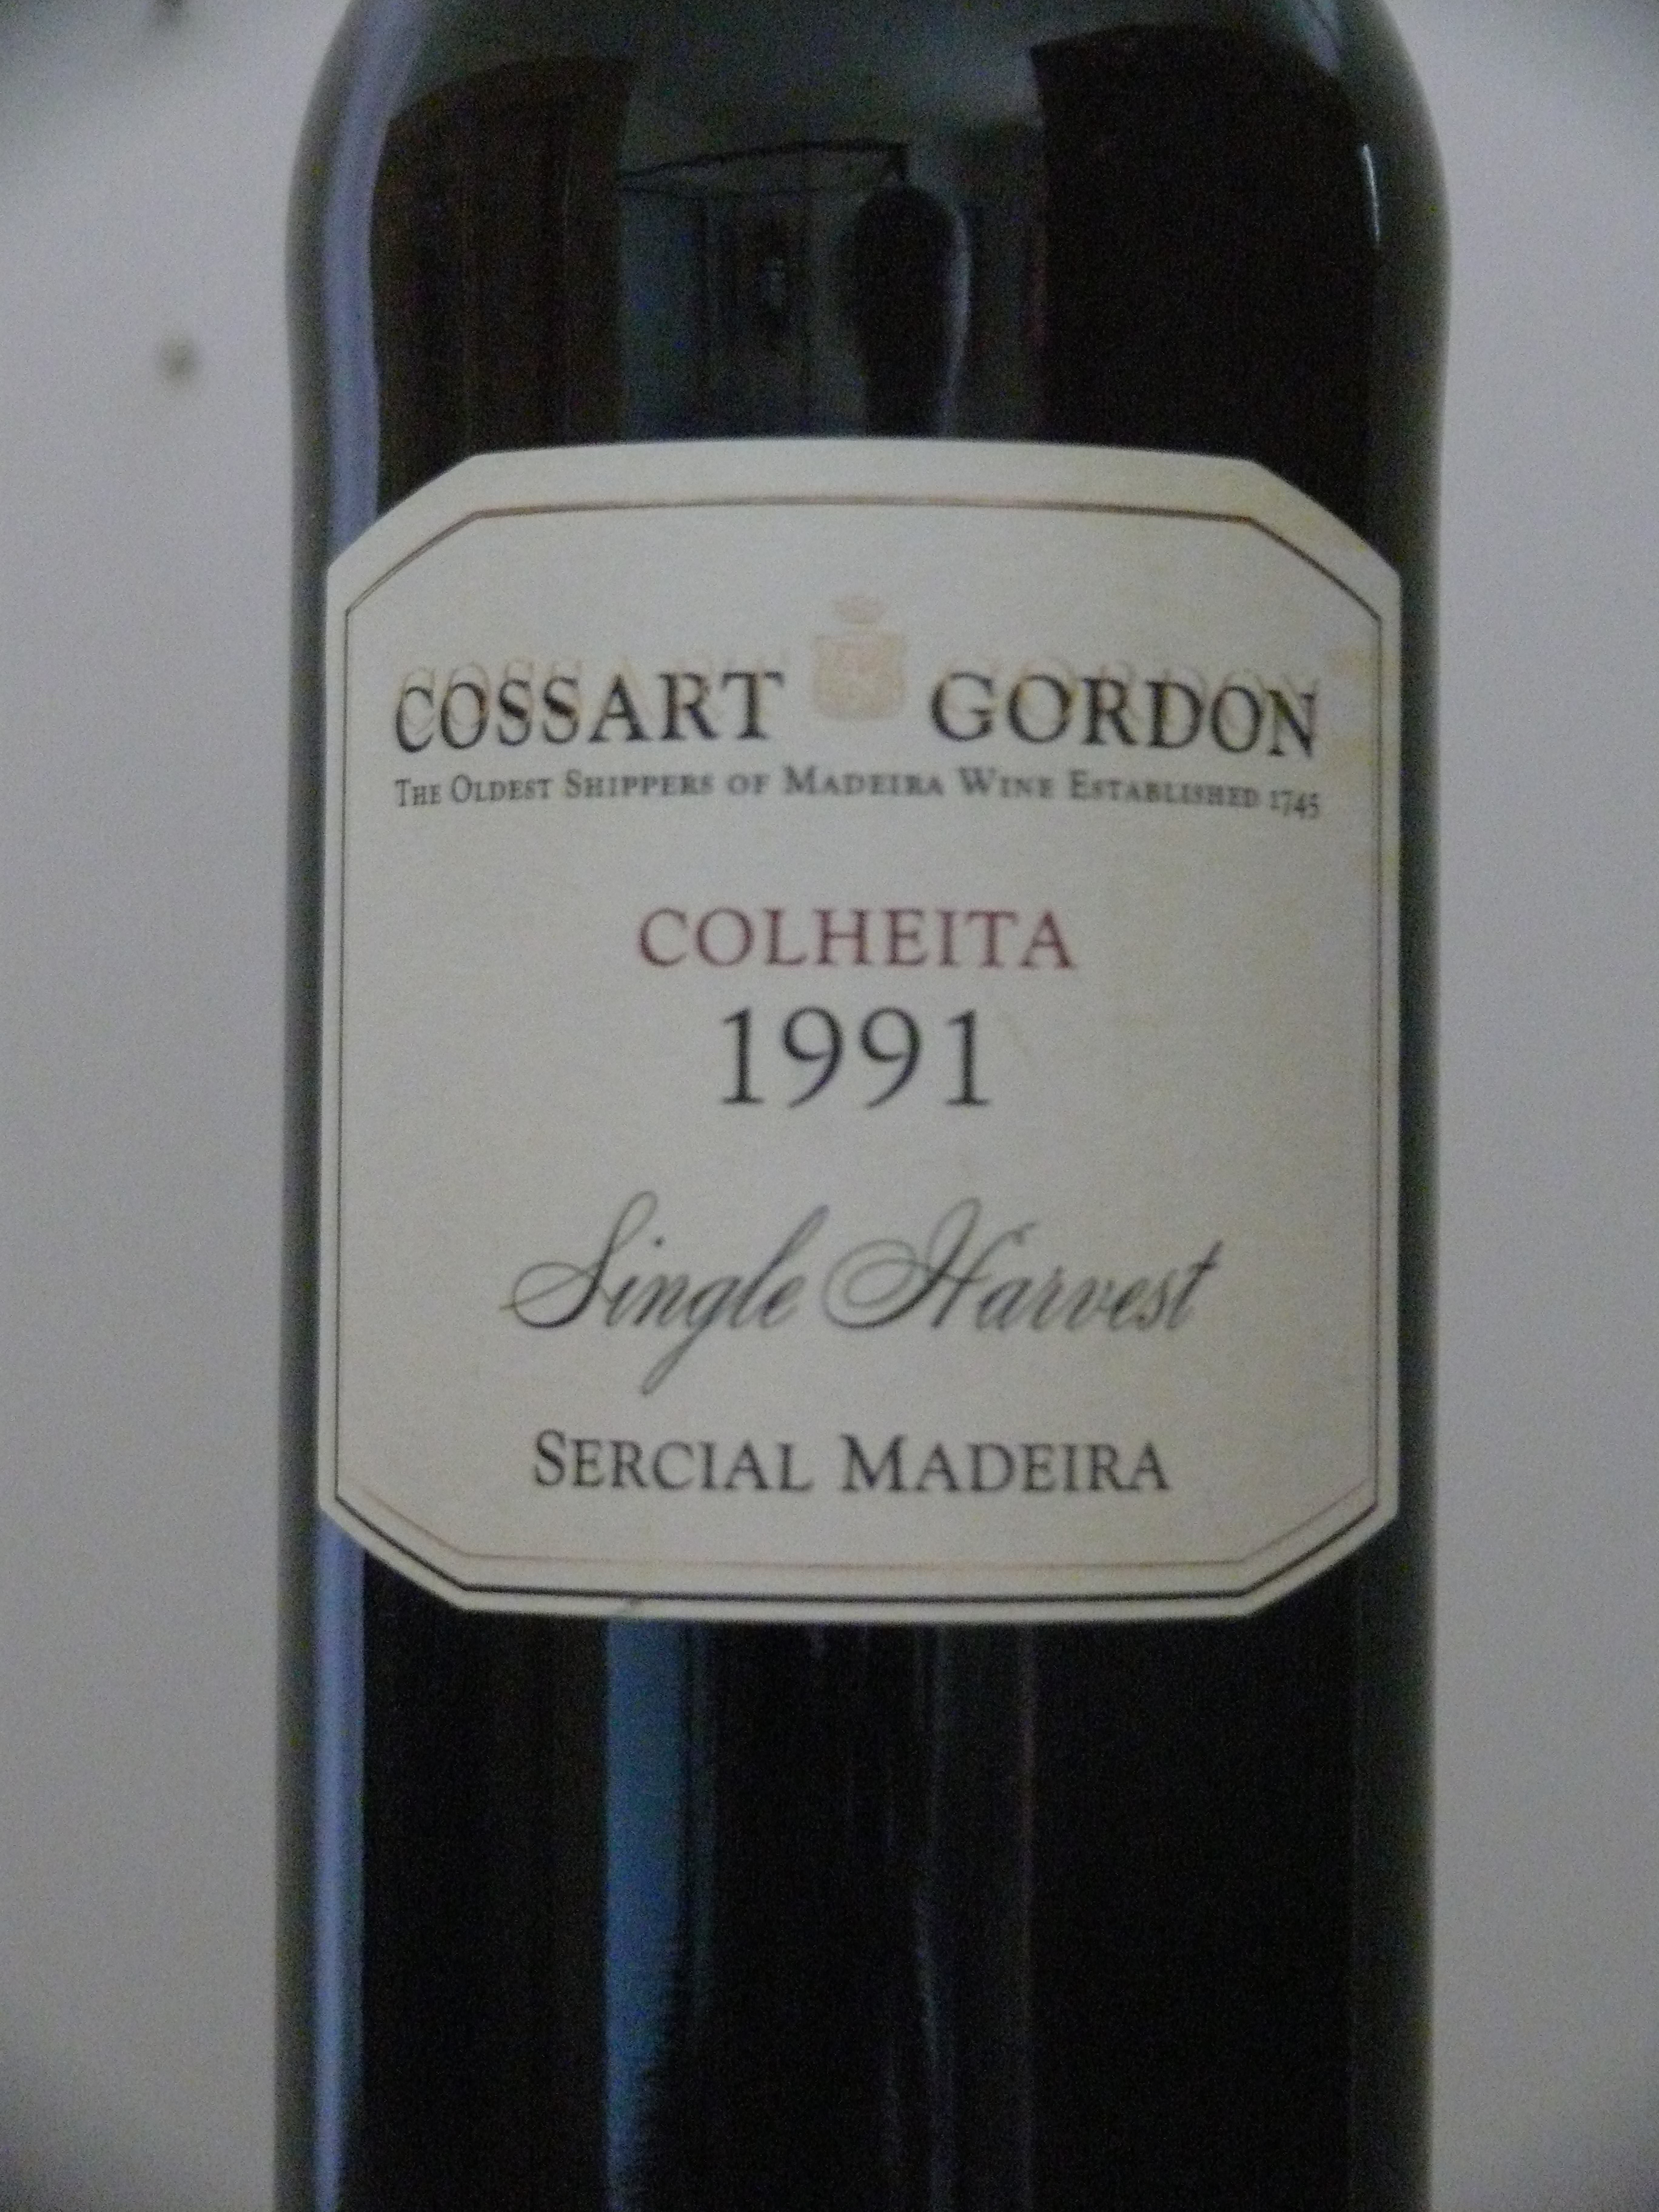 COSSART GORDON
THE OLDEST SHIPPERS OF MADEIRA WINE ESTABLISHED 1745
COLHEITA
1991
Single Harvest
SERCIAL MADEIRA